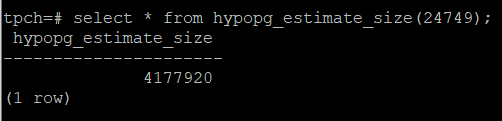 tpch=# select * from hypopg_estimate_size(24749);
hypopg_estimate_size
----------------------
4177920
(1 row)